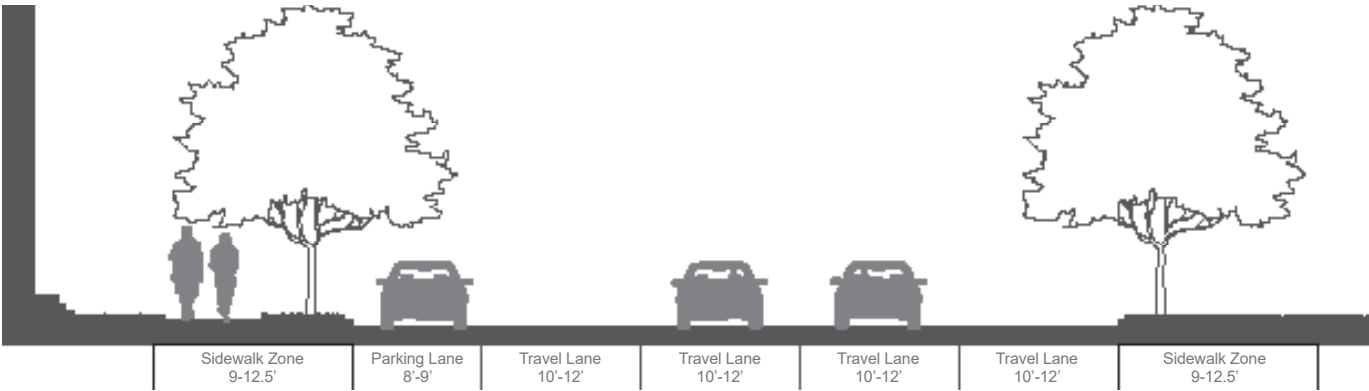 Sidewalk Zone
9-12.5'
Parking Lane
8'-9'
Travel Lane
10'-12'
Travel Lane
10'-12'
Travel Lane
10'-12'
Travel Lane
10'-12'
Sidewalk Zone
9-12.5'